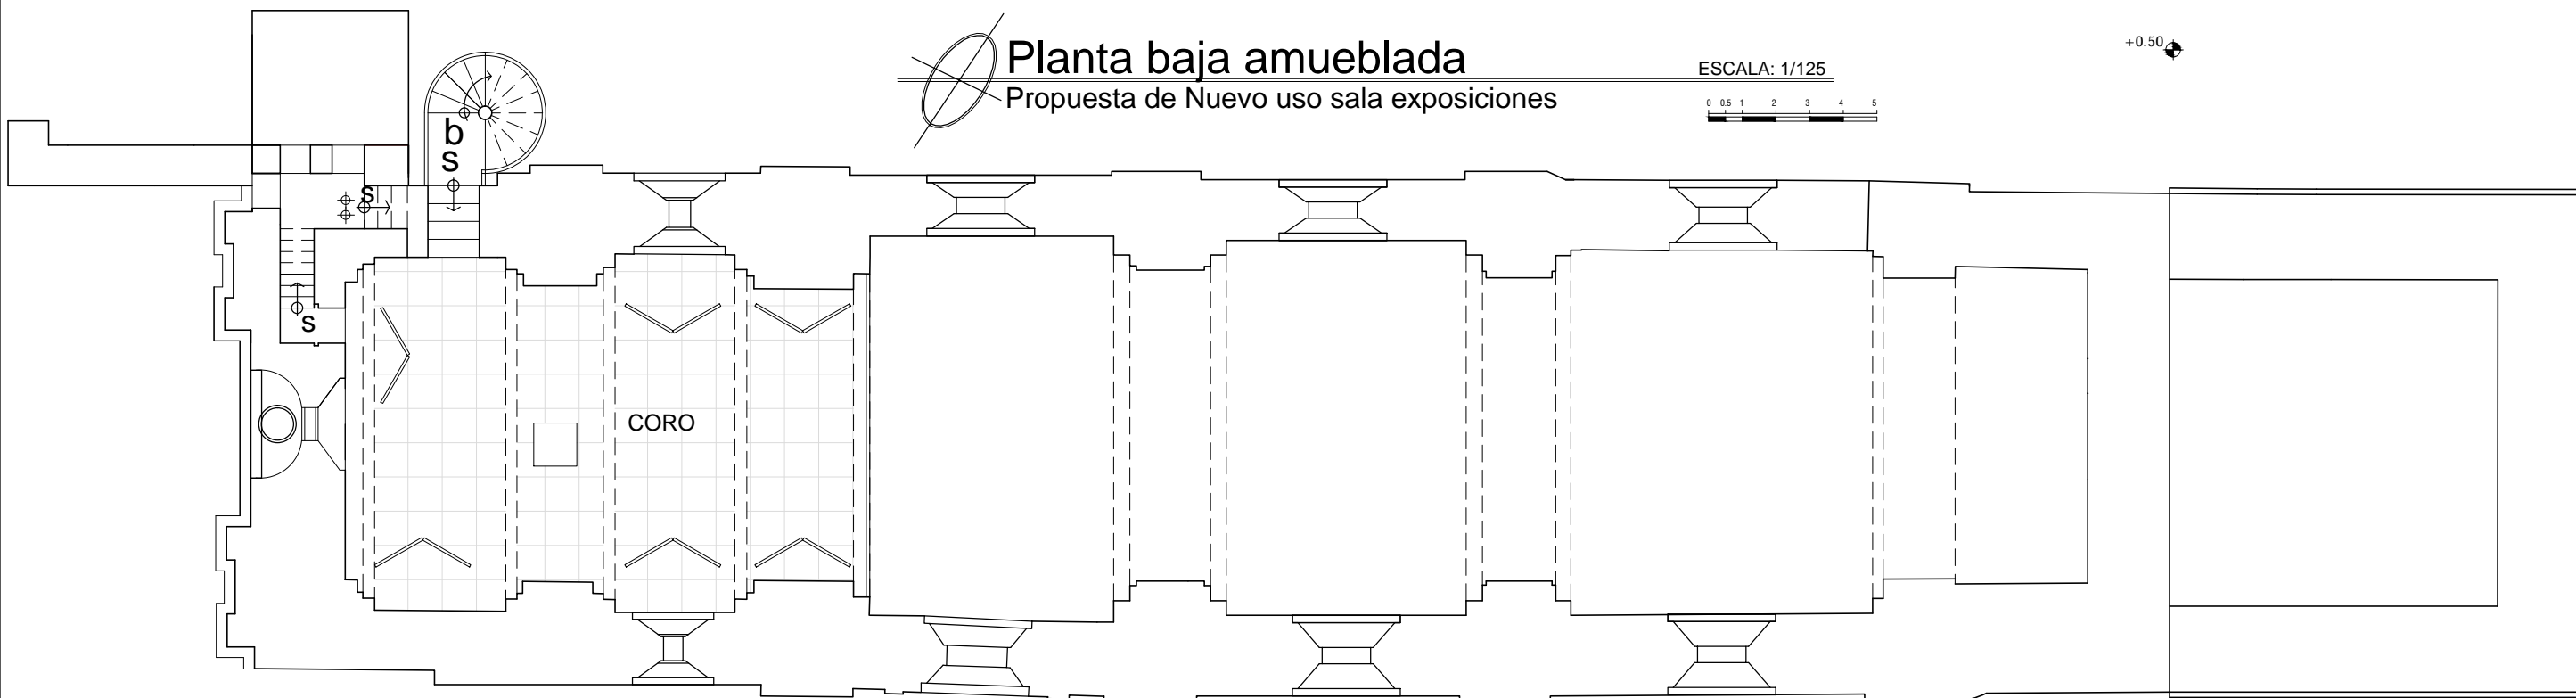 Planta baja amueblada
ESCALA: 1/125
Propuesta de Nuevo uso sala exposiciones
0 0.5 1 2 3 4 5
+0.50
b
s
s
s
CORO